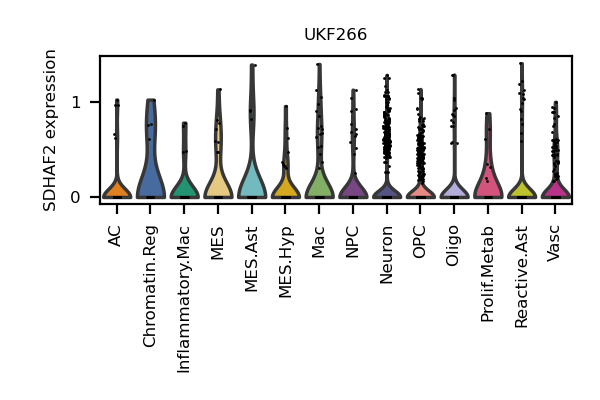 UKF266
SDHAF2 expression
1
0
AC
Chromatin.Reg
Inflammatory.Mac
MES
MES.Ast
MES.Hyp
Mac
NPC
Neuron
OPC
Oligo
Prolif.Metab
Reactive.Ast
Vasc